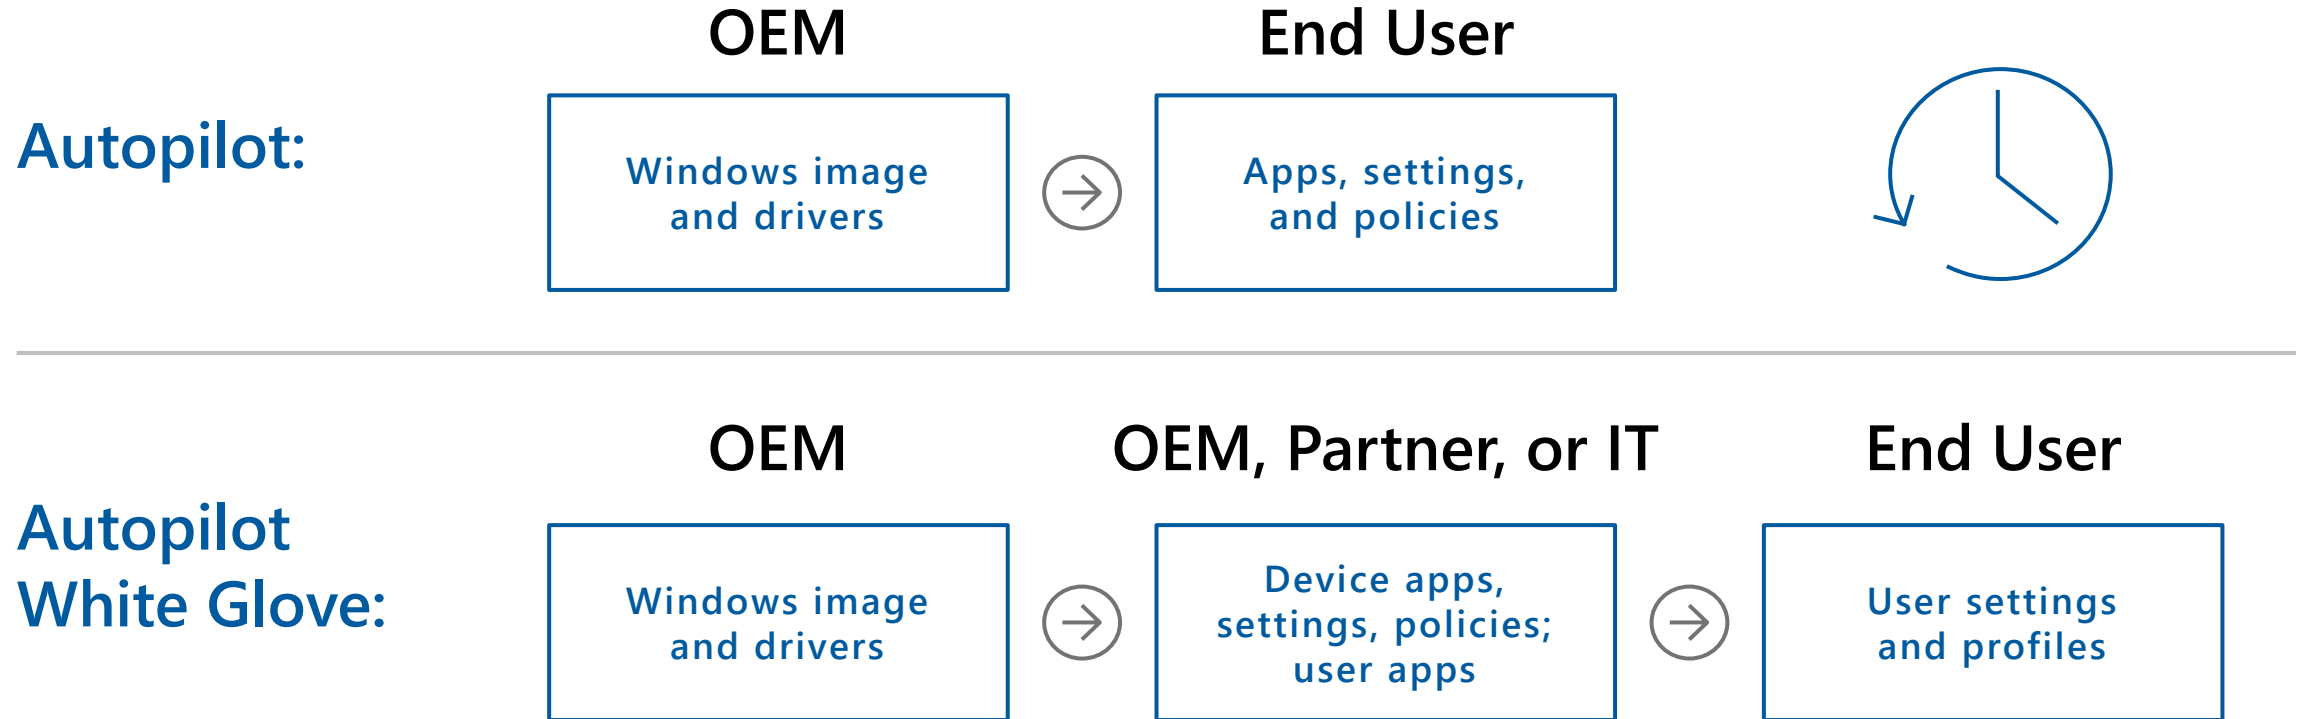 OEM
End User
Autopilot:
Windows image
and drivers
Apps, settings,
and policies
OEM
OEM, Partner, or IT
End User
Autopilot
White Glove:
Windows image
and drivers
Device apps,
settings, policies;
user apps
User settings
and profiles